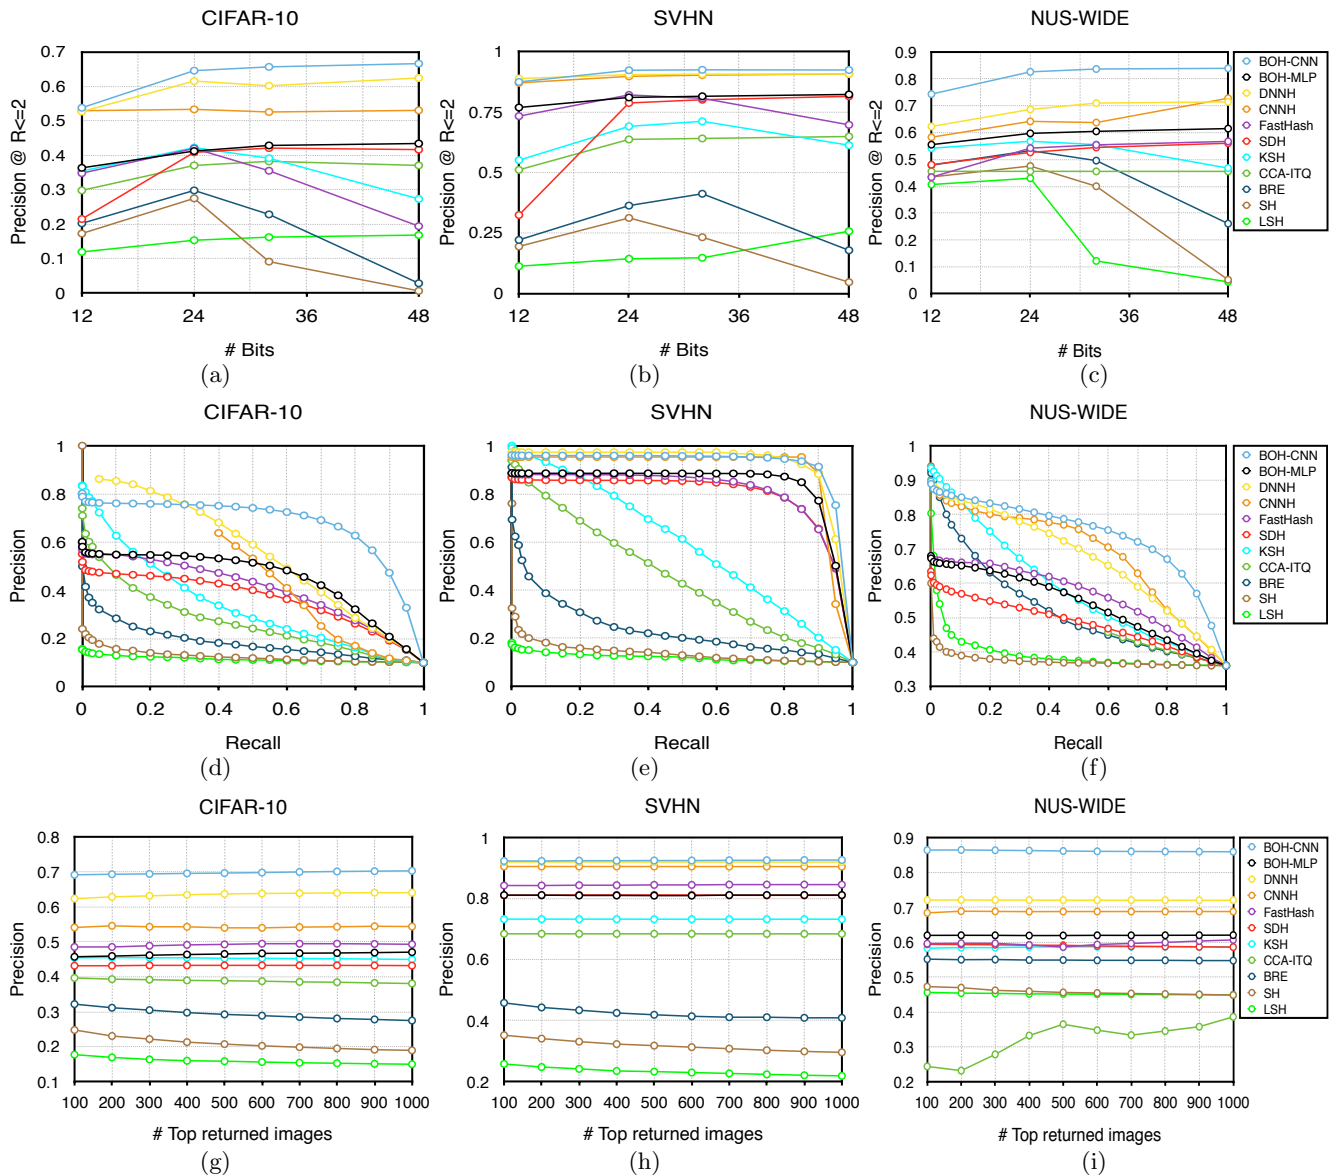 CIFAR-10
SVHN
NUS-WIDE
Precision @ R<=2
0.7
0.6
0.5
0.4
0.3
0.2
0.1
0
12
24
36
48
# Bits
(a)
Precision @ R<=2
1
0.75
0.5
0.25
0
12
24
36
48
# Bits
(b)
Precision @ R<=2
0.9
0.8
0.7
0.6
0.5
0.4
0.3
0.2
0.1
0
12
24
36
48
# Bits
(c)
BOH-CNN
BOH-MLP
DNNH
CNNH
FastHash
SDH
KSH
CCA-ITQ
BRE
SH
LSH
CIFAR-10
SVHN
NUS-WIDE
Precision
1
0.8
0.6
0.4
0.2
0
0
0.2
0.4
0.6
0.8
1
Recall
(d)
Precision
1
0.8
0.6
0.4
0.2
0
0
0.2
0.4
0.6
0.8
1
Recall
(e)
Precision
1
0.9
0.8
0.7
0.6
0.5
0.4
0.3
0
0.2
0.4
0.6
0.8
1
Recall
(f)
BOH-CNN
BOH-MLP
DNNH
CNNH
FastHash
SDH
KSH
CCA-ITQ
BRE
SH
LSH
CIFAR-10
SVHN
NUS-WIDE
Precision
0.8
0.7
0.6
0.5
0.4
0.3
0.2
0.1
100 200 300 400 500 600 700 800 900 1000
# Top returned images
(g)
Precision
1
0.8
0.6
0.4
0.2
100 200 300 400 500 600 700 800 900 1000
# Top returned images
(h)
Precision
0.9
0.8
0.7
0.6
0.5
0.4
0.3
0.2
100 200 300 400 500 600 700 800 900 1000
# Top returned images
(i)
BOH-CNN
BOH-MLP
DNNH
CNNH
FastHash
SDH
KSH
CCA-ITQ
BRE
SH
LSH